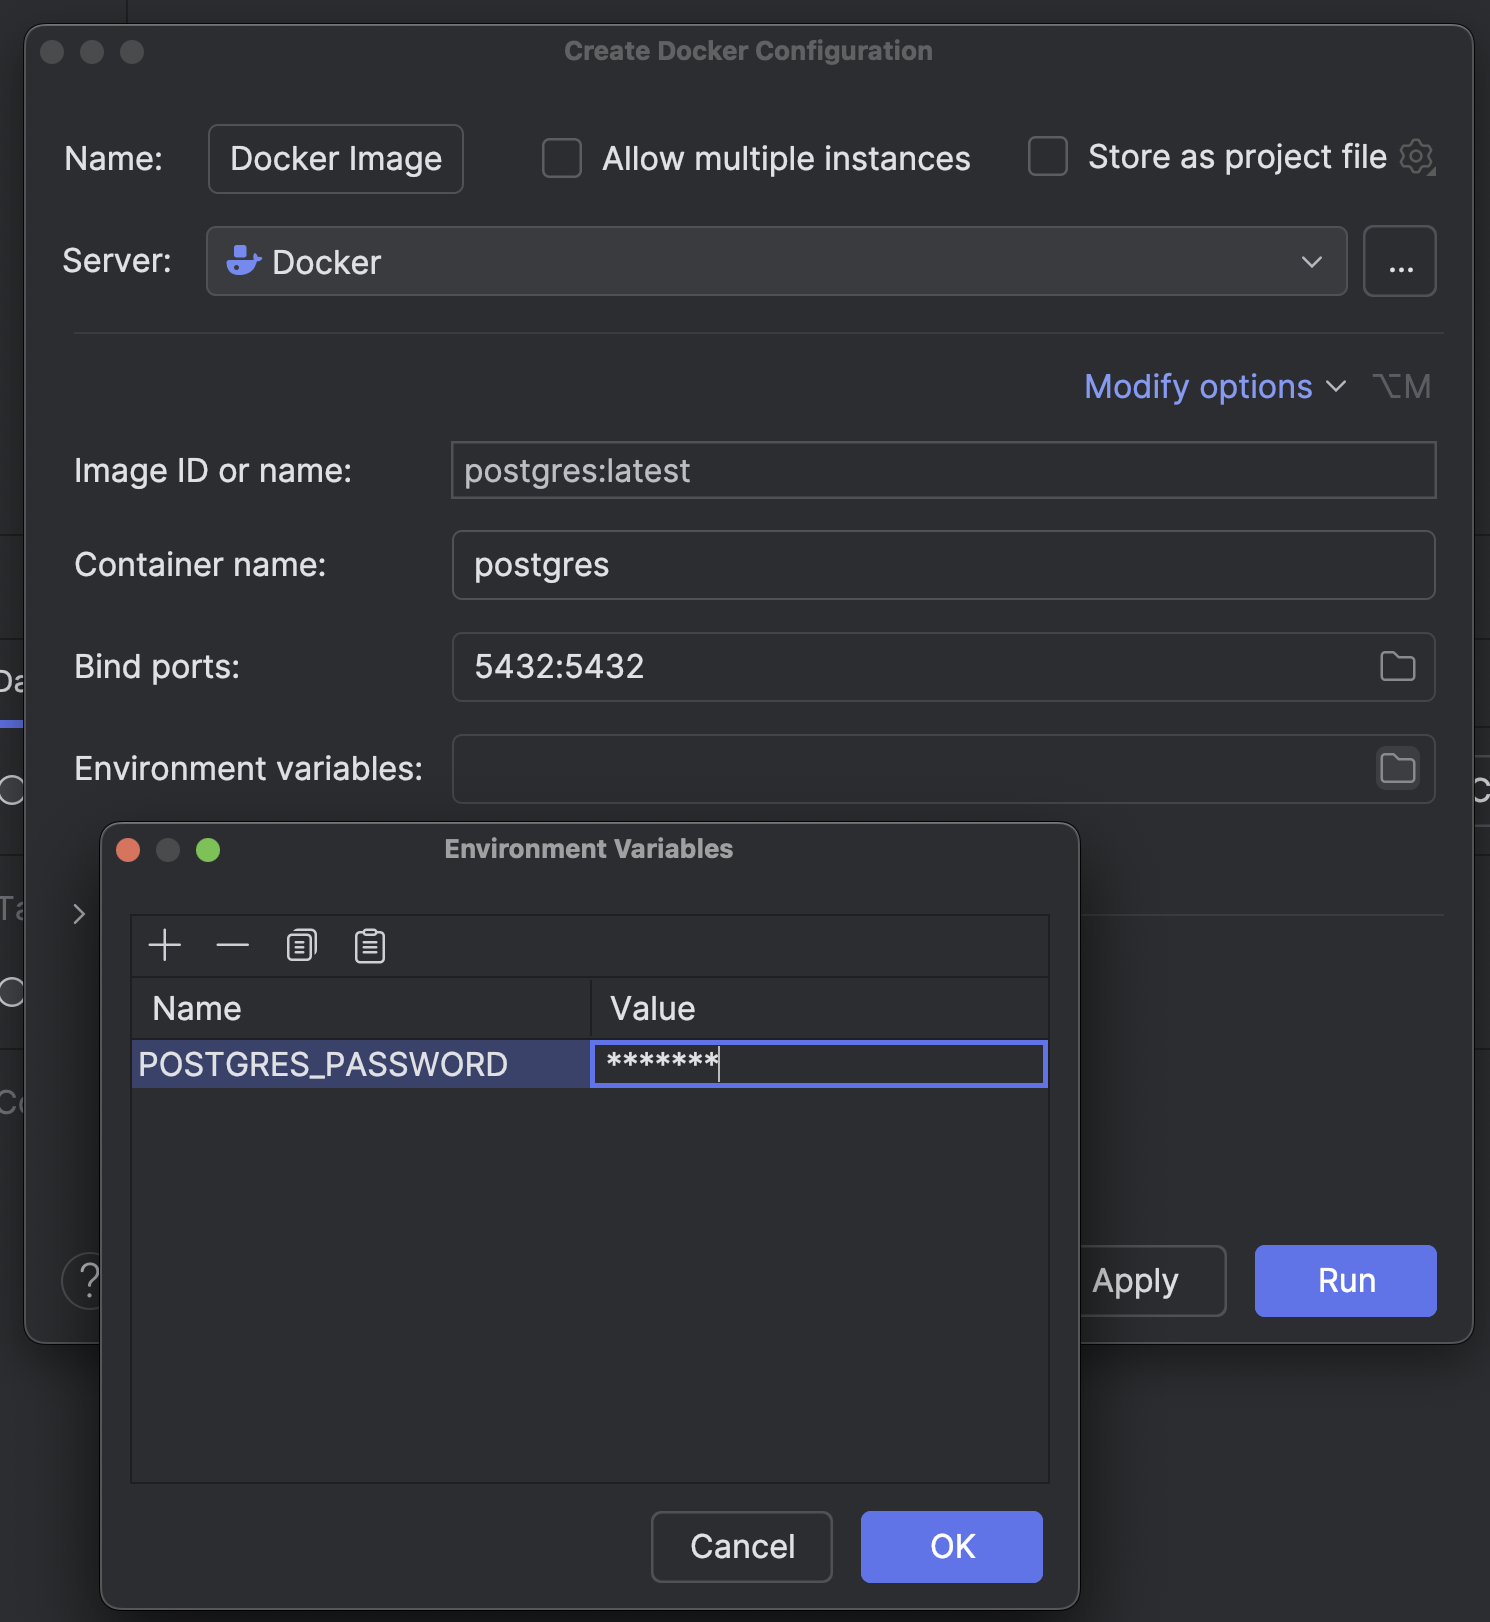 Create Docker Configuration
Name: Docker Image Allow multiple instances Store as project file
Server: Docker ...
Modify options ⌥M
Image ID or name: postgres:latest
Container name: postgres
Bind ports: 5432:5432
Environment variables:
Environment Variables
Name Value
POSTGRES_PASSWORD *******
? Apply Run
Cancel OK